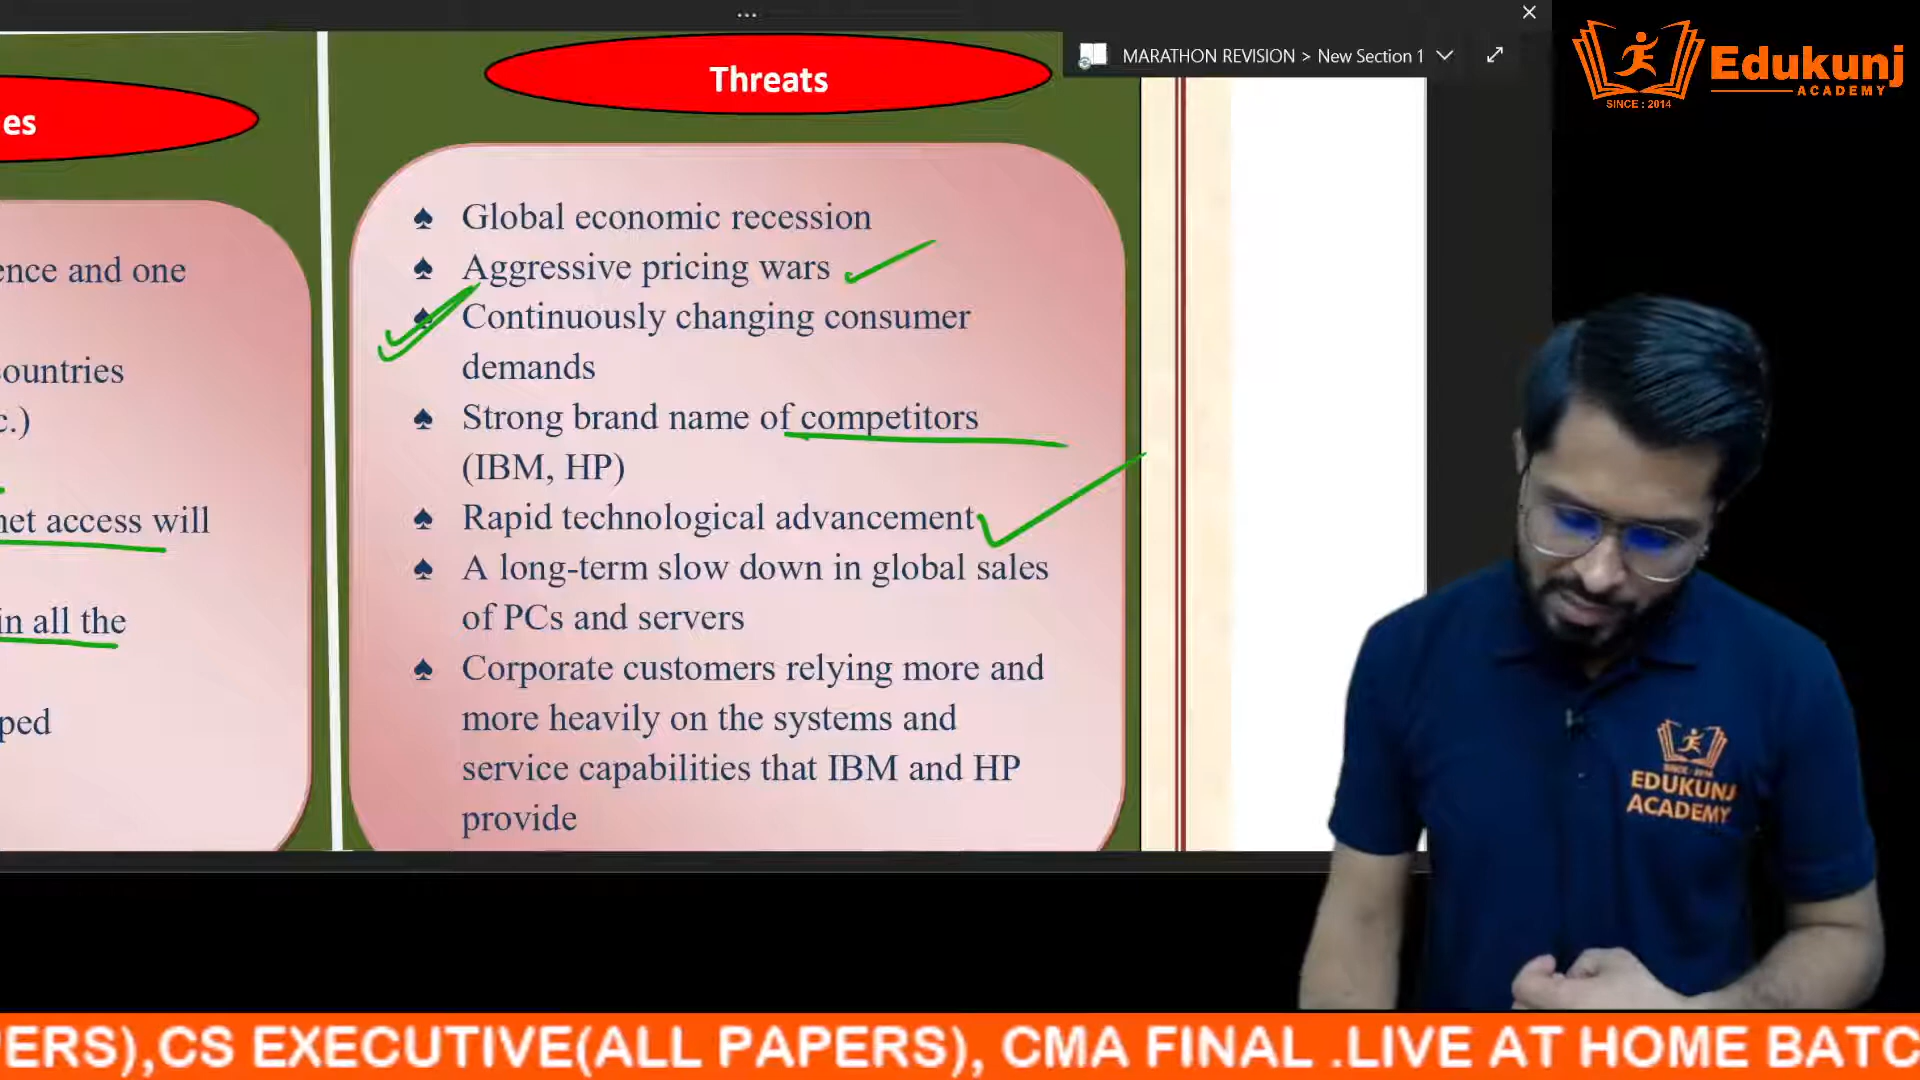 MARATHON REVISION > New Section 1
Edukunj
ACADEMY
SINCE : 2014
es
ence and one
ountries
c.)
net access will
in all the
ped
Threats
♠ Global economic recession
♠ Aggressive pricing wars
♠ Continuously changing consumer
demands
♠ Strong brand name of competitors
(IBM, HP)
♠ Rapid technological advancement
♠ A long-term slow down in global sales
of PCs and servers
♠ Corporate customers relying more and
more heavily on the systems and
service capabilities that IBM and HP
provide
EDUKUNJ
ACADEMY
PERS),CS EXECUTIVE(ALL PAPERS), CMA FINAL .LIVE AT HOME BATC